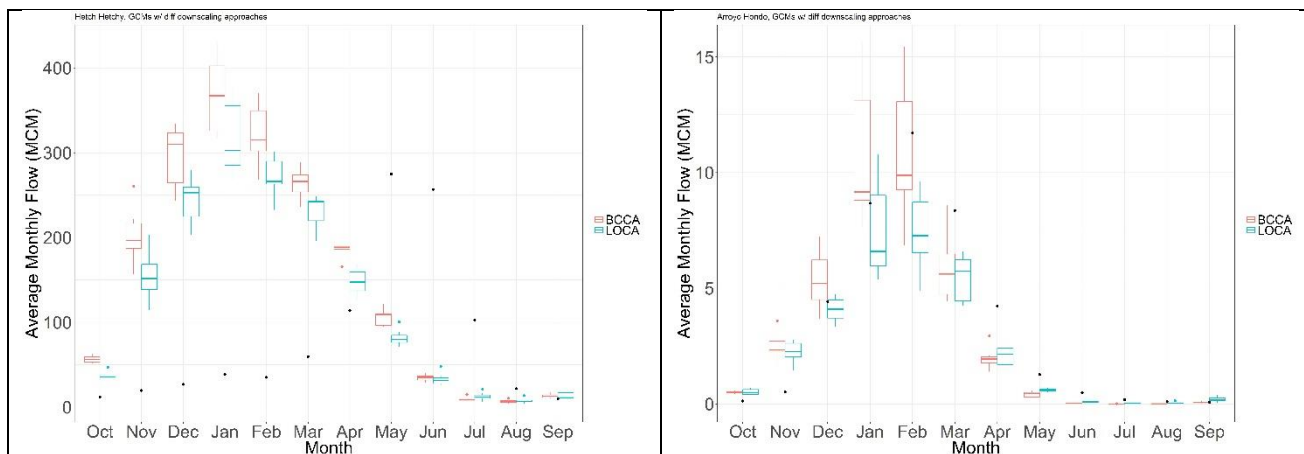 Hetch Hetchy, GCMs w/ diff downscaling approaches
Average Monthly Flow (MCM)
400
300
200
100
0
Oct Nov Dec Jan Feb Mar Apr May Jun Jul Aug Sep
Month
BCCA
LOCA
Arroyo Hondo, GCMs w/ diff downscaling approaches
Average Monthly Flow (MCM)
15
10
5
0
Oct Nov Dec Jan Feb Mar Apr May Jun Jul Aug Sep
Month
BCCA
LOCA